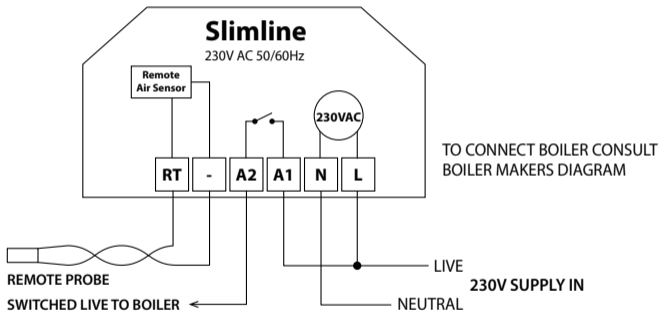 Slimline
230V AC 50/60Hz
Remote
Air Sensor
230VAC
RT - A2 A1 N L
TO CONNECT BOILER CONSULT
BOILER MAKERS DIAGRAM
REMOTE PROBE
LIVE
230V SUPPLY IN
SWITCHED LIVE TO BOILER
NEUTRAL